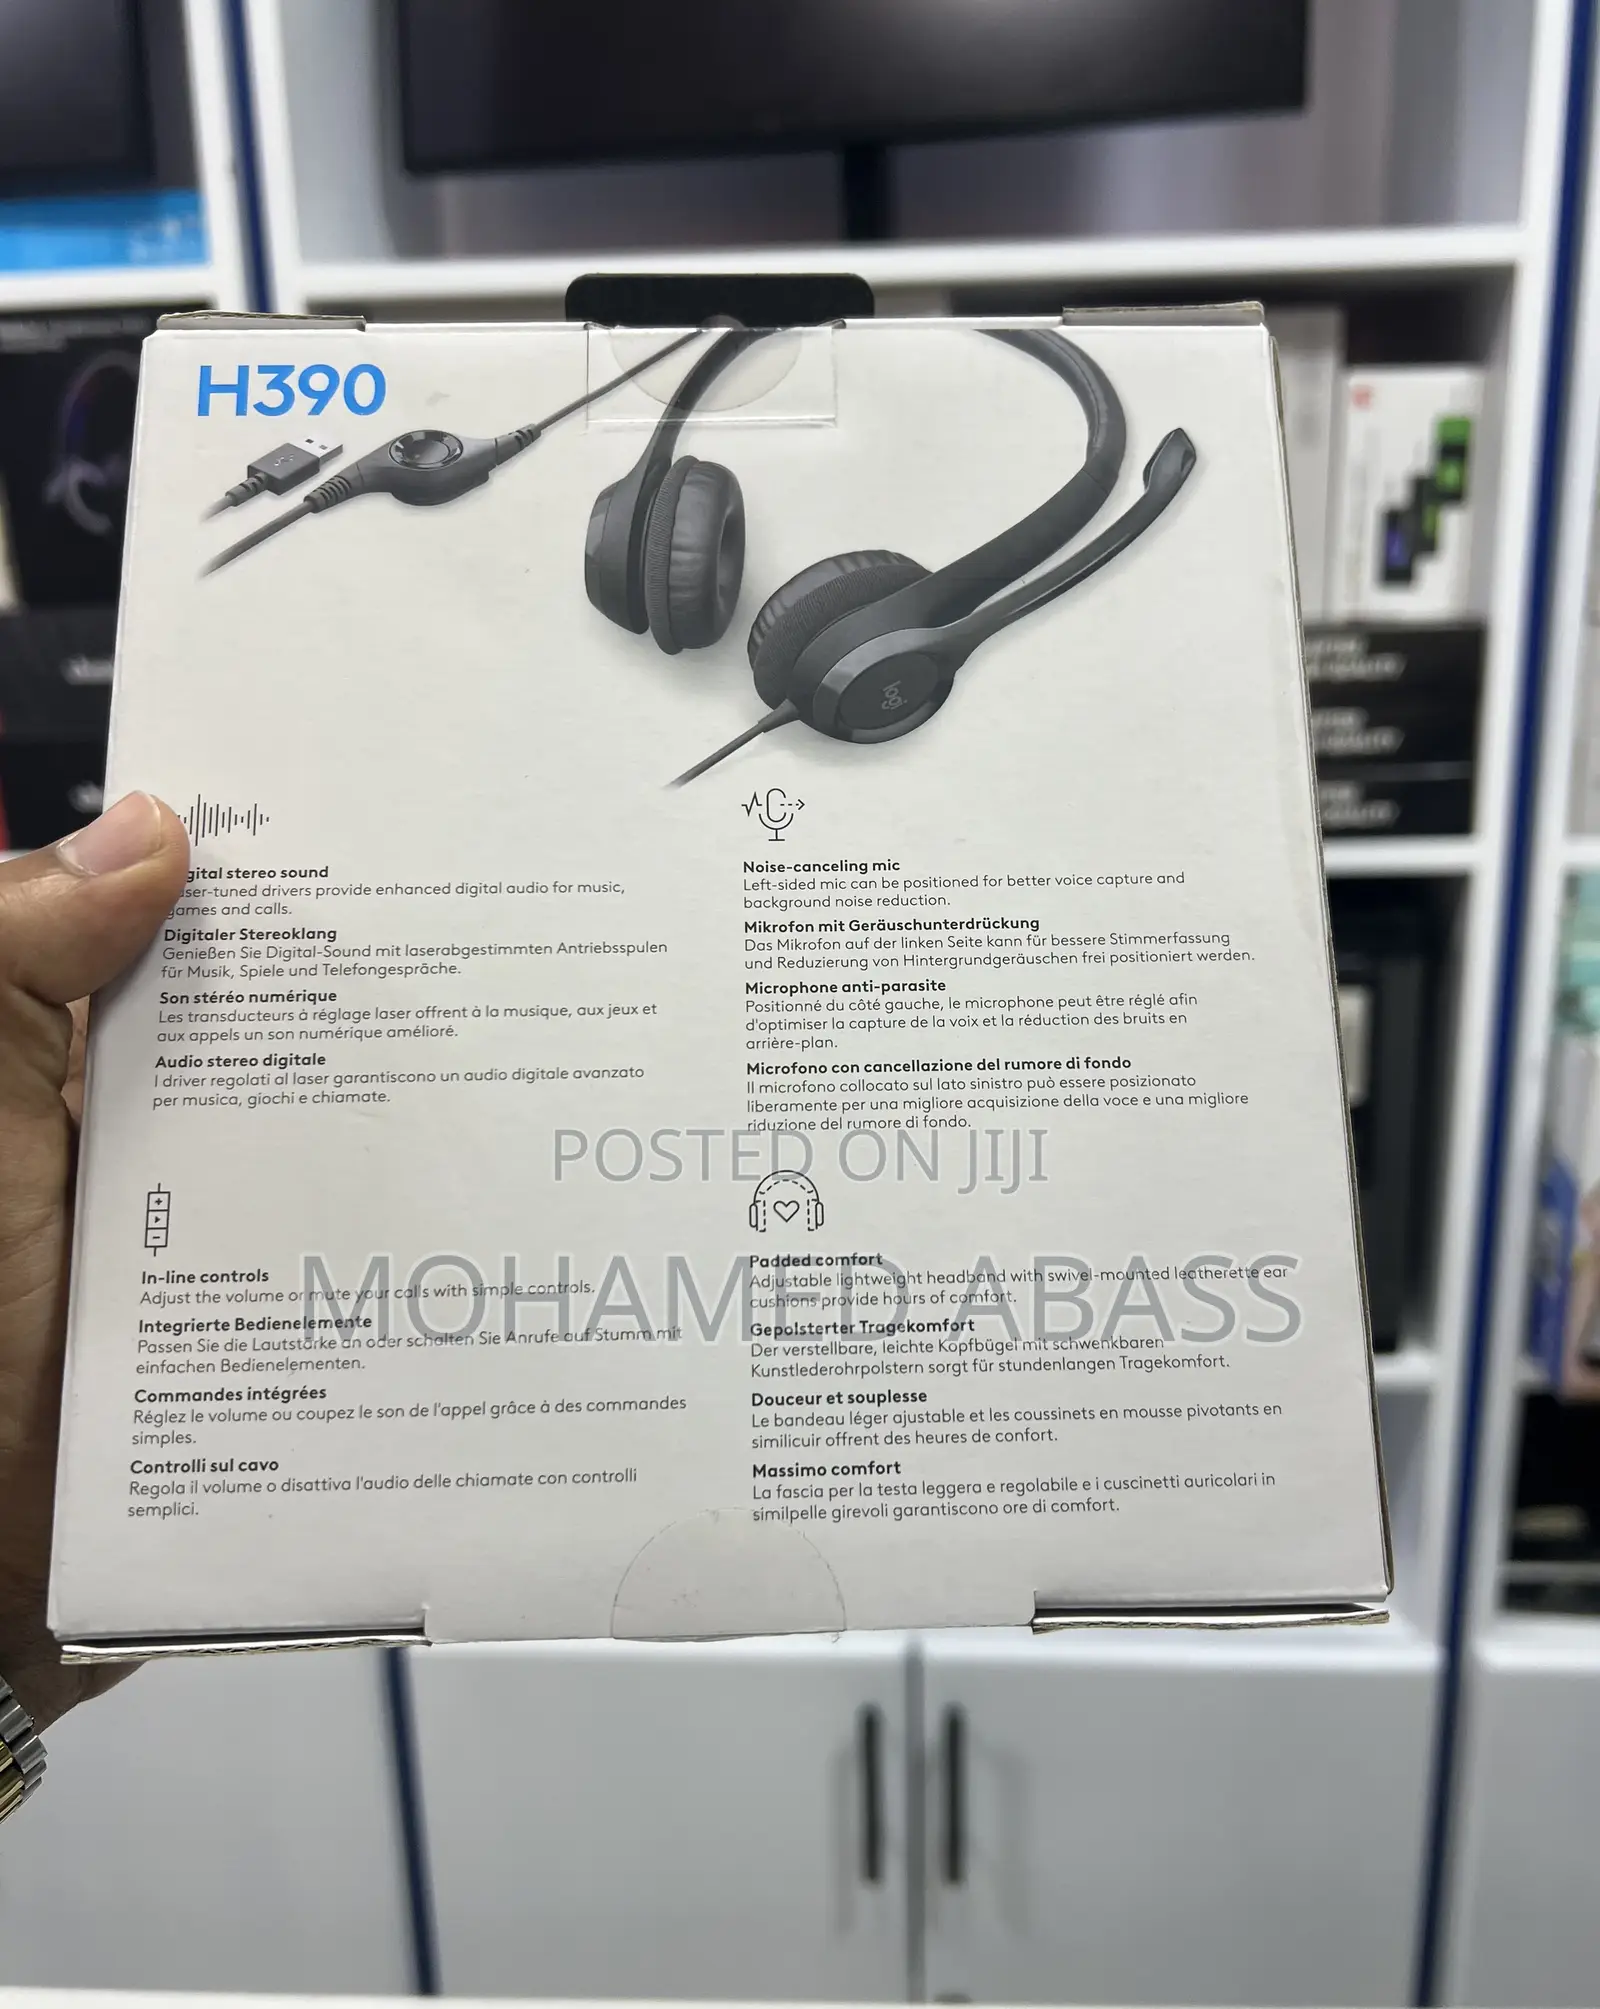 H390
logi
gital stereo sound
ser-tuned drivers provide enhanced digital audio for music,
games and calls.
Digitaler Stereoklang
Genießen Sie Digital-Sound mit laserabgestimmten Antriebsspulen
für Musik, Spiele und Telefongespräche.
Son stéréo numérique
Les transducteurs à réglage laser offrent à la musique, aux jeux et
aux appels un son numérique amélioré.
Audio stereo digitale
I driver regolati al laser garantiscono un audio digitale avanzato
per musica, giochi e chiamate.
Noise-canceling mic
Left-sided mic can be positioned for better voice capture and
background noise reduction.
Mikrofon mit Geräuschunterdrückung
Das Mikrofon auf der linken Seite kann für bessere Stimmerfassung
und Reduzierung von Hintergrundgeräuschen frei positioniert werden.
Microphone anti-parasite
Positionné du côté gauche, le microphone peut être réglé afin
d'optimiser la capture de la voix et la réduction des bruits en
arrière-plan.
Microfono con cancellazione del rumore di fondo
Il microfono collocato sul lato sinistro può essere posizionato
liberamente per una migliore acquisizione della voce e una migliore
riduzione del rumore di fondo.
POSTED ON JIJI
MOHAMED ABASS
In-line controls
Adjust the volume or mute your calls with simple controls.
Integrierte Bedienelemente
Passen Sie die Lautstärke an oder schalten Sie Anrufe auf Stumm mit
einfachen Bedienelementen.
Commandes intégrées
Réglez le volume ou coupez le son de l'appel grâce à des commandes
simples.
Controlli sul cavo
Regola il volume o disattiva l'audio delle chiamate con controlli
semplici.
Padded comfort
Adjustable lightweight headband with swivel-mounted leatherette ear
cushions provide hours of comfort.
Gepolsterter Tragekomfort
Der verstellbare, leichte Kopfbügel mit schwenkbaren
Kunstlederohrpolstern sorgt für stundenlangen Tragekomfort.
Douceur et souplesse
Le bandeau léger ajustable et les coussinets en mousse pivotants en
similicuir offrent des heures de confort.
Massimo comfort
La fascia per la testa leggera e regolabile e i cuscinetti auricolari in
similpelle girevoli garantiscono ore di comfort.